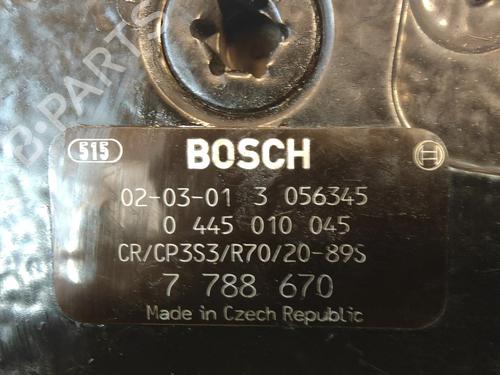 B-PARTS
515 BOSCH
02-03-01 3 056345
0 445 010 045
CR/CP3S3/R70/20-89S
7 788 670
Made in Czech Republic